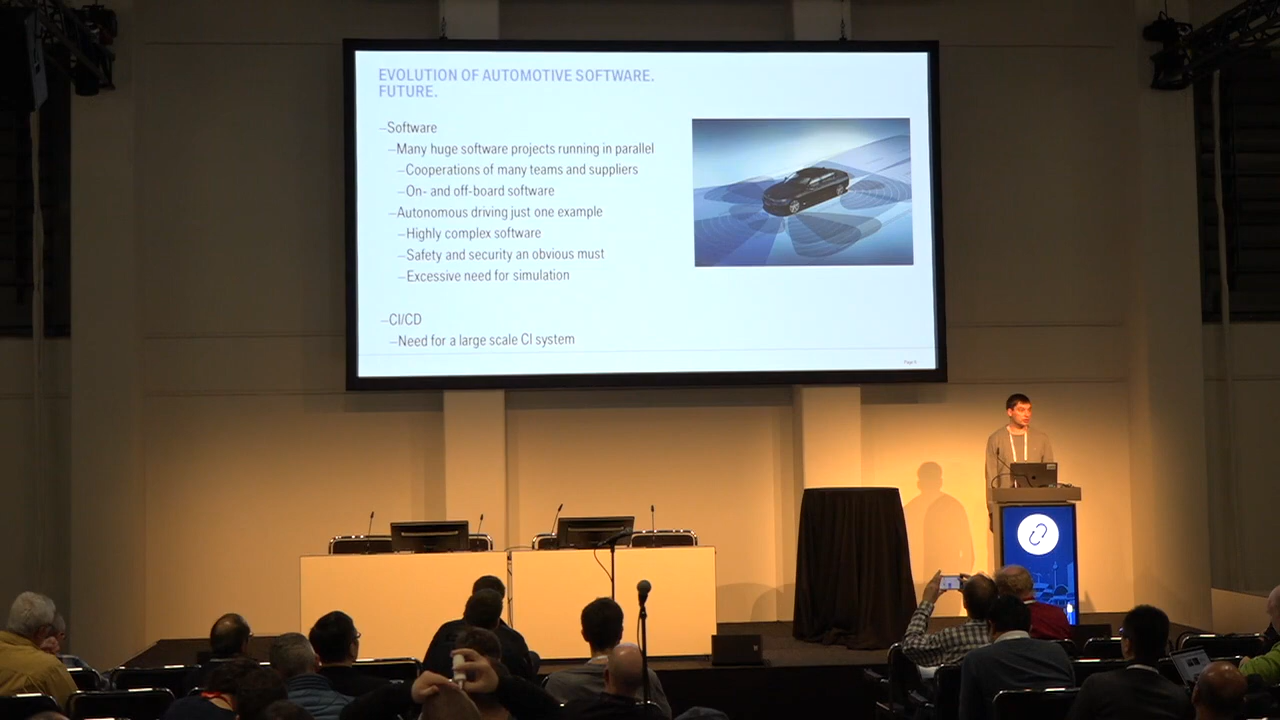 EVOLUTION OF AUTOMOTIVE SOFTWARE.
FUTURE.
–Software
–Many huge software projects running in parallel
–Cooperations of many teams and suppliers
–On- and off-board software
–Autonomous driving just one example
–Highly complex software
–Safety and security an obvious must
–Excessive need for simulation
–CI/CD
–Need for a large scale CI system
Page 6